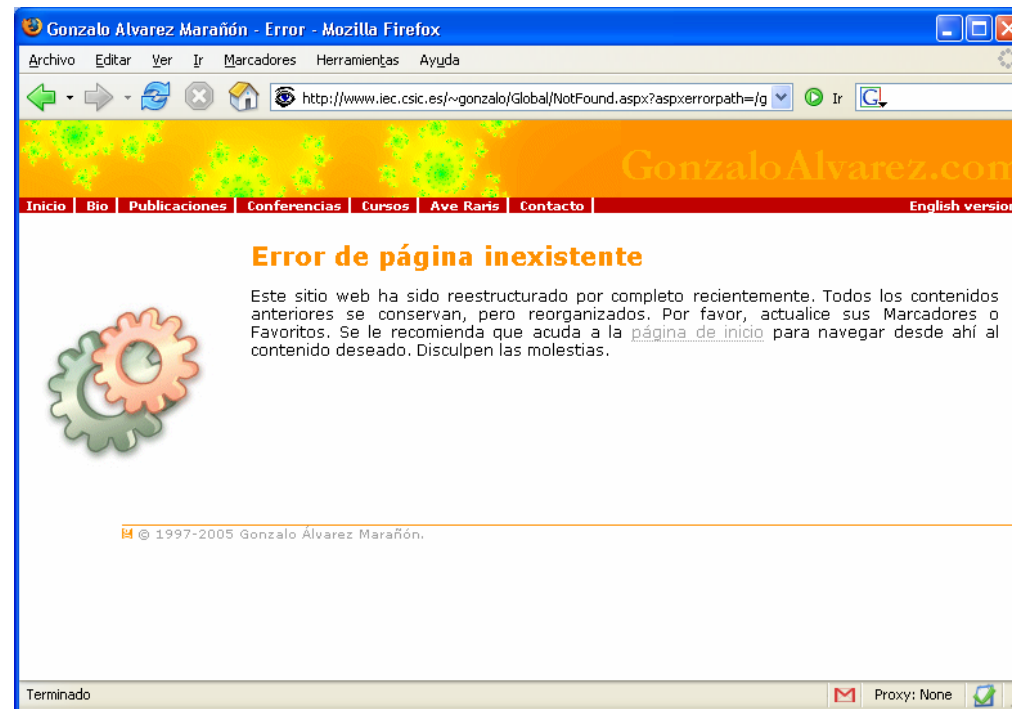 Gonzalo Alvarez Marañón - Error - Mozilla Firefox
Archivo Editar Ver Ir Marcadores Herramientas Ayuda
http://www.iec.csic.es/~gonzalo/Global/NotFound.aspx?aspxerrorpath=/g Ir G
GonzaloAlvarez.com
Inicio Bio Publicaciones Conferencias Cursos Ave Raris Contacto English version
Error de página inexistente
Este sitio web ha sido reestructurado por completo recientemente. Todos los contenidos
anteriores se conservan, pero reorganizados. Por favor, actualice sus Marcadores o
Favoritos. Se le recomienda que acuda a la página de inicio para navegar desde ahí al
contenido deseado. Disculpen las molestias.
© 1997-2005 Gonzalo Álvarez Marañón.
Terminado Proxy: None